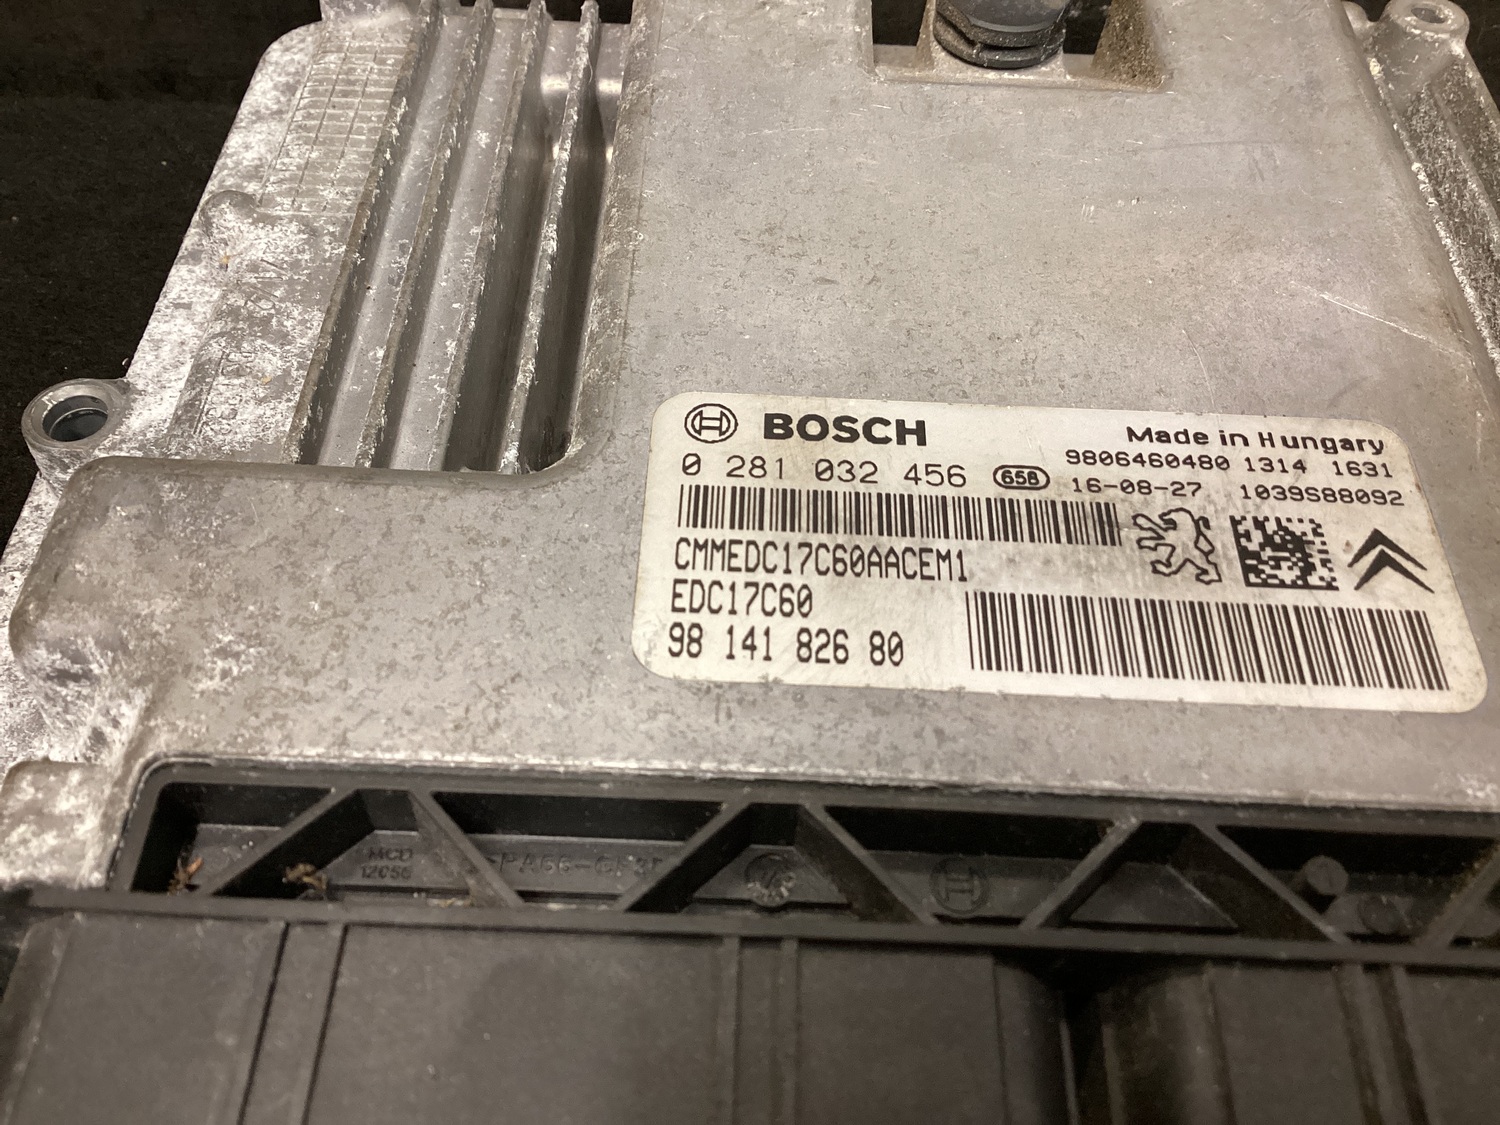 BOSCH
Made in Hungary
0 281 032 456 658
9806460480 1314 1631
16-08-27 1039S88092
CMMEDC17C60AACEM1
EDC17C60
98 141 826 80
MCD